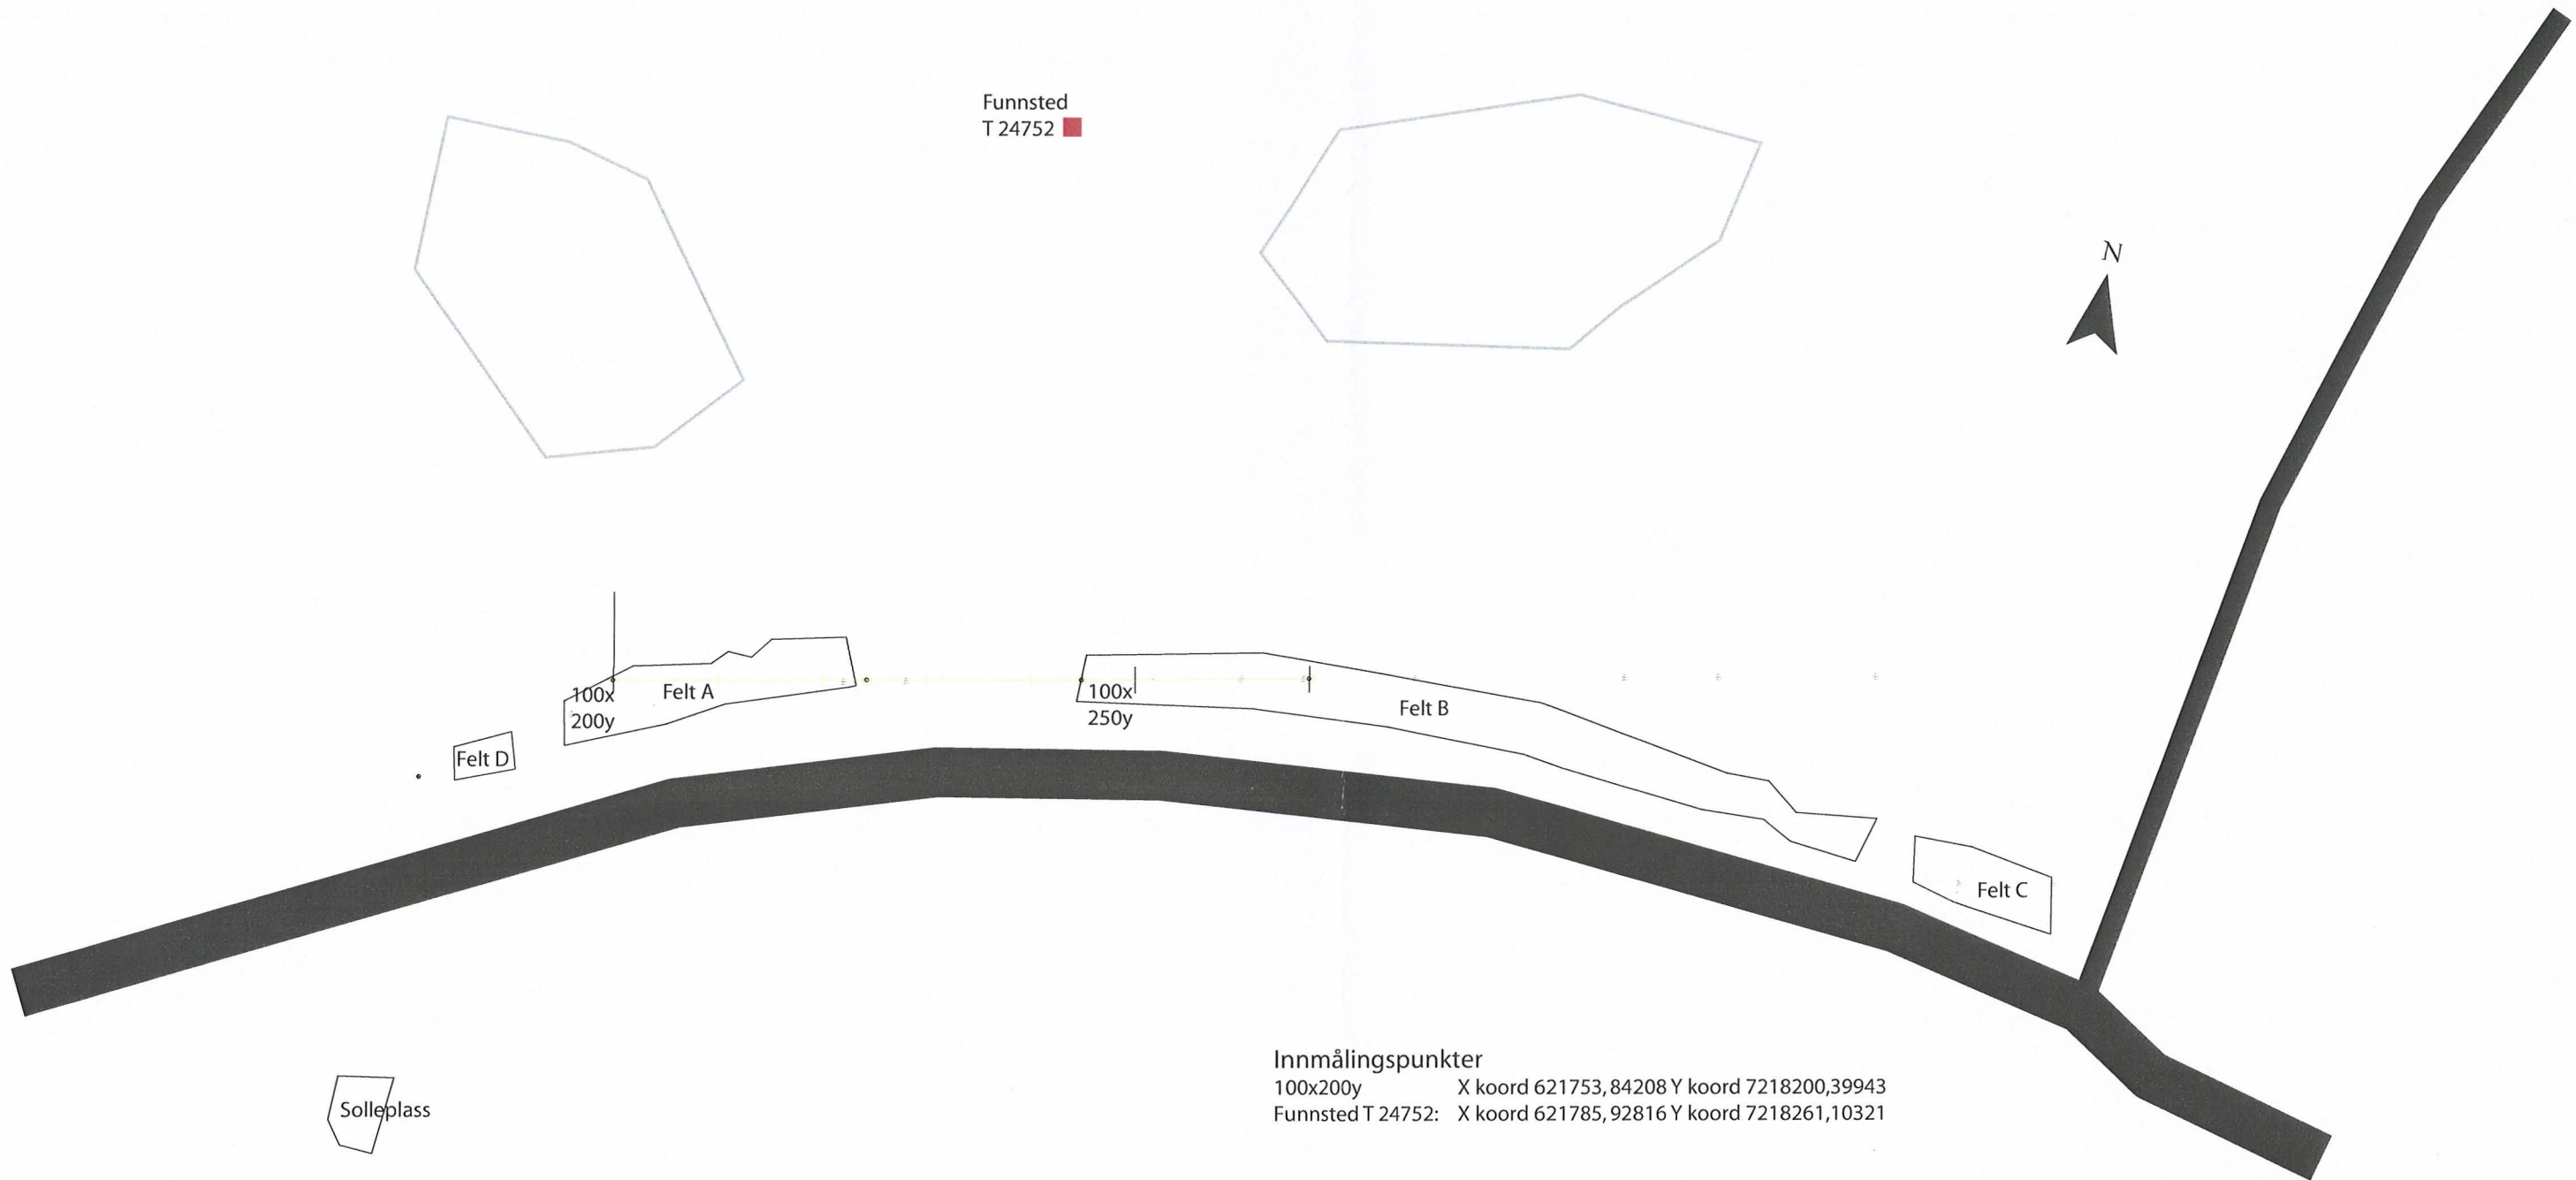 Funnsted
T 24752
N
100x
200y
Felt A
100x
250y
Felt B
Felt D
Felt C
Solleplass
Innmålingspunkter
100x200y X koord 621753,84208 Y koord 7218200,39943
Funnsted T 24752: X koord 621785,92816 Y koord 7218261,10321